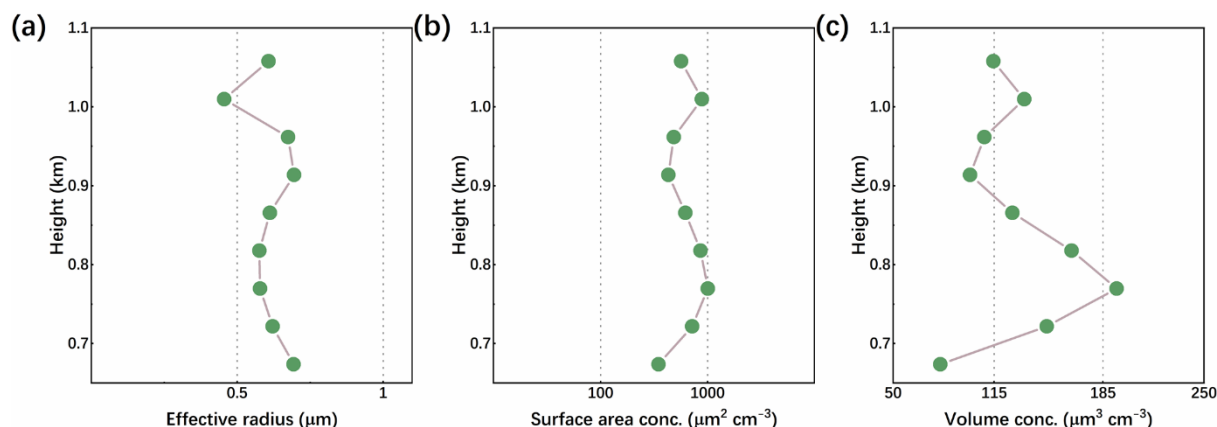 (a)
1.1
1.0
0.9
0.8
0.7
Height (km)
0.5
1
Effective radius (μm)
(b)
1.1
1.0
0.9
0.8
0.7
Height (km)
100
1000
Surface area conc. (μm² cm⁻³)
(c)
1.1
1.0
0.9
0.8
0.7
Height (km)
50
115
185
250
Volume conc. (μm³ cm⁻³)